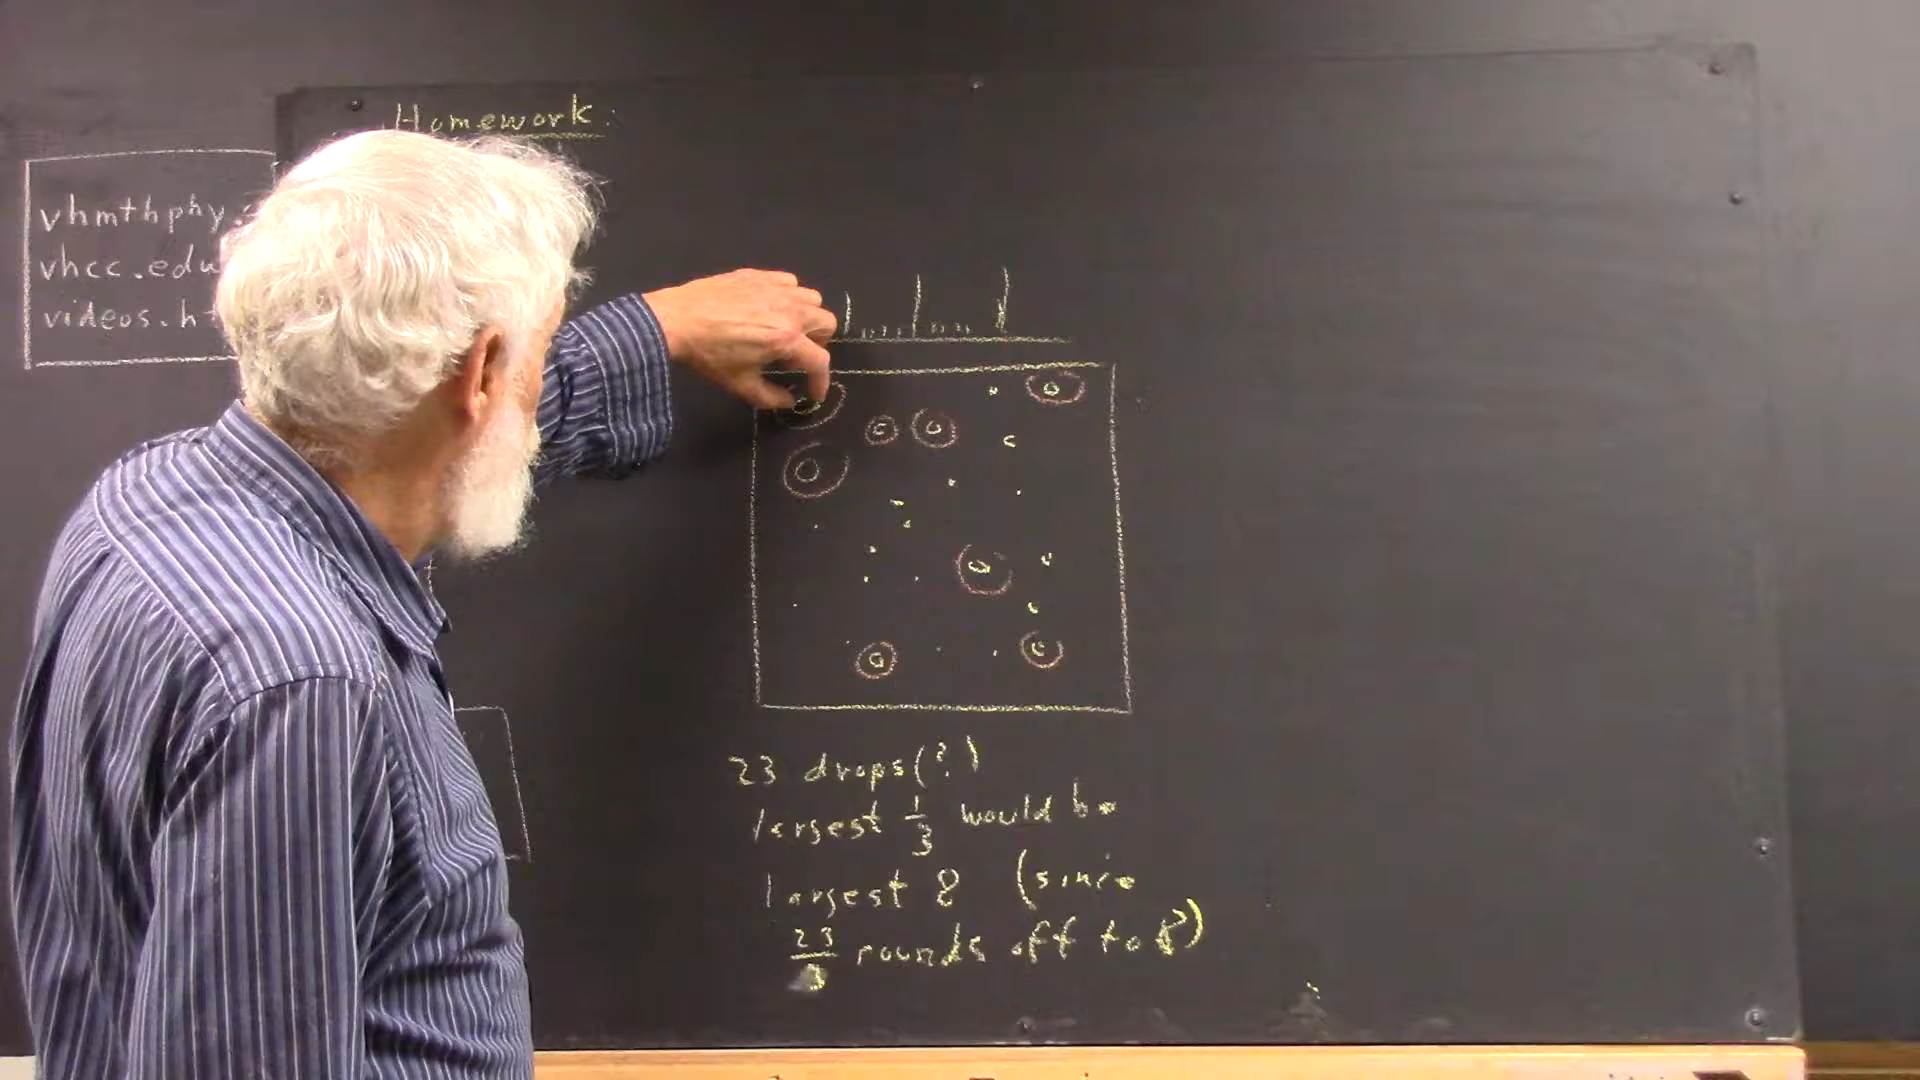 Homework:
vhmthphy.
vhcc.edu
videos.ht
23 drops(?)
largest 1/3 would be
largest 8 (since
23/3 rounds off to 8)